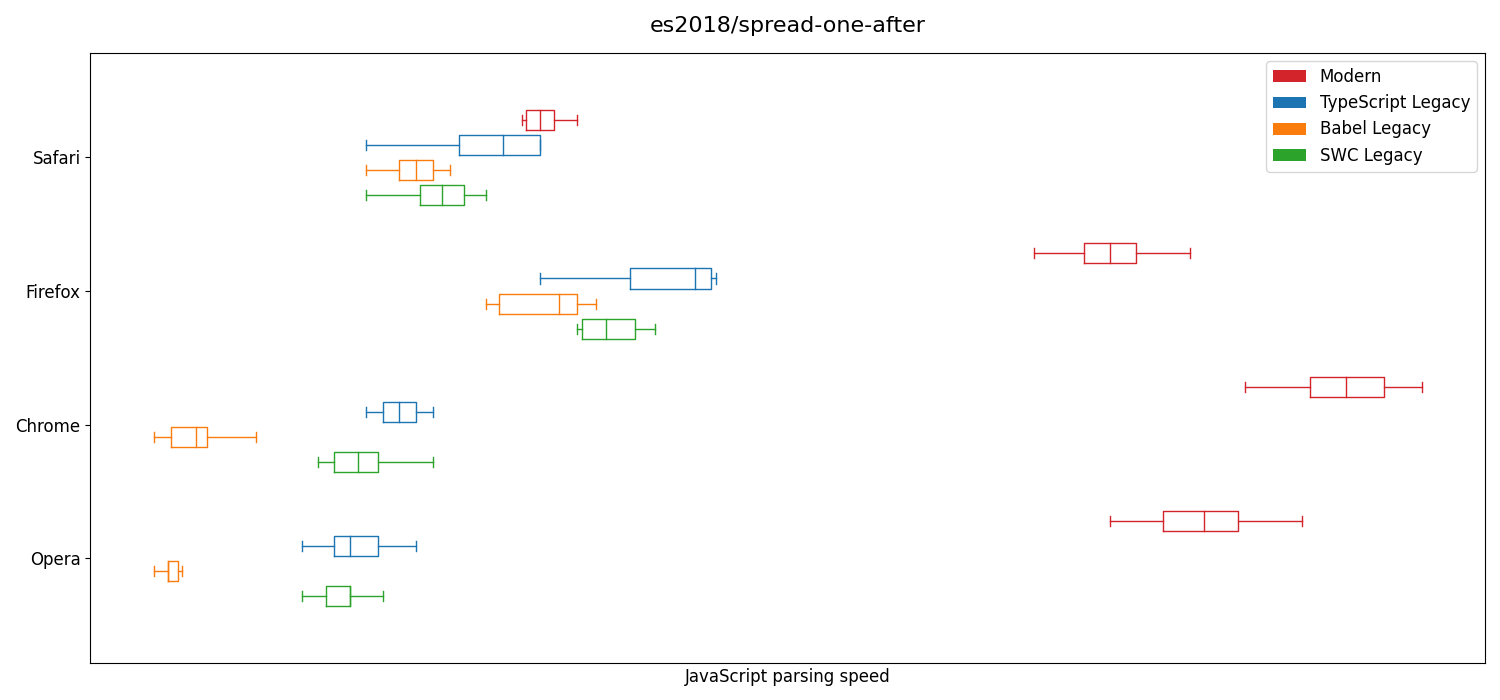 es2018/spread-one-after
Modern
TypeScript Legacy
Babel Legacy
SWC Legacy
Safari
Firefox
Chrome
Opera
JavaScript parsing speed